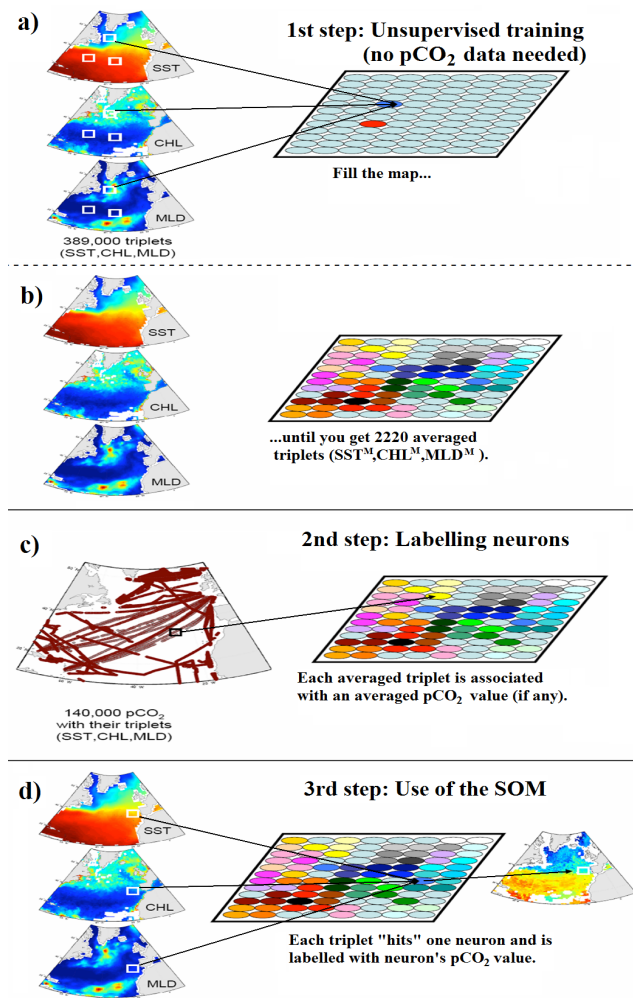 a)
1st step: Unsupervised training
(no pCO₂ data needed)
SST
CHL
MLD
Fill the map...
389,000 triplets
(SST,CHL,MLD)
b)
SST
CHL
MLD
...until you get 2220 averaged
triplets (SSTᴹ,CHLᴹ,MLDᴹ ).
c)
2nd step: Labelling neurons
Each averaged triplet is associated
with an averaged pCO₂ value (if any).
140,000 pCO₂
with their triplets
(SST,CHL,MLD)
d)
3rd step: Use of the SOM
SST
CHL
MLD
Each triplet "hits" one neuron and is
labelled with neuron's pCO₂ value.